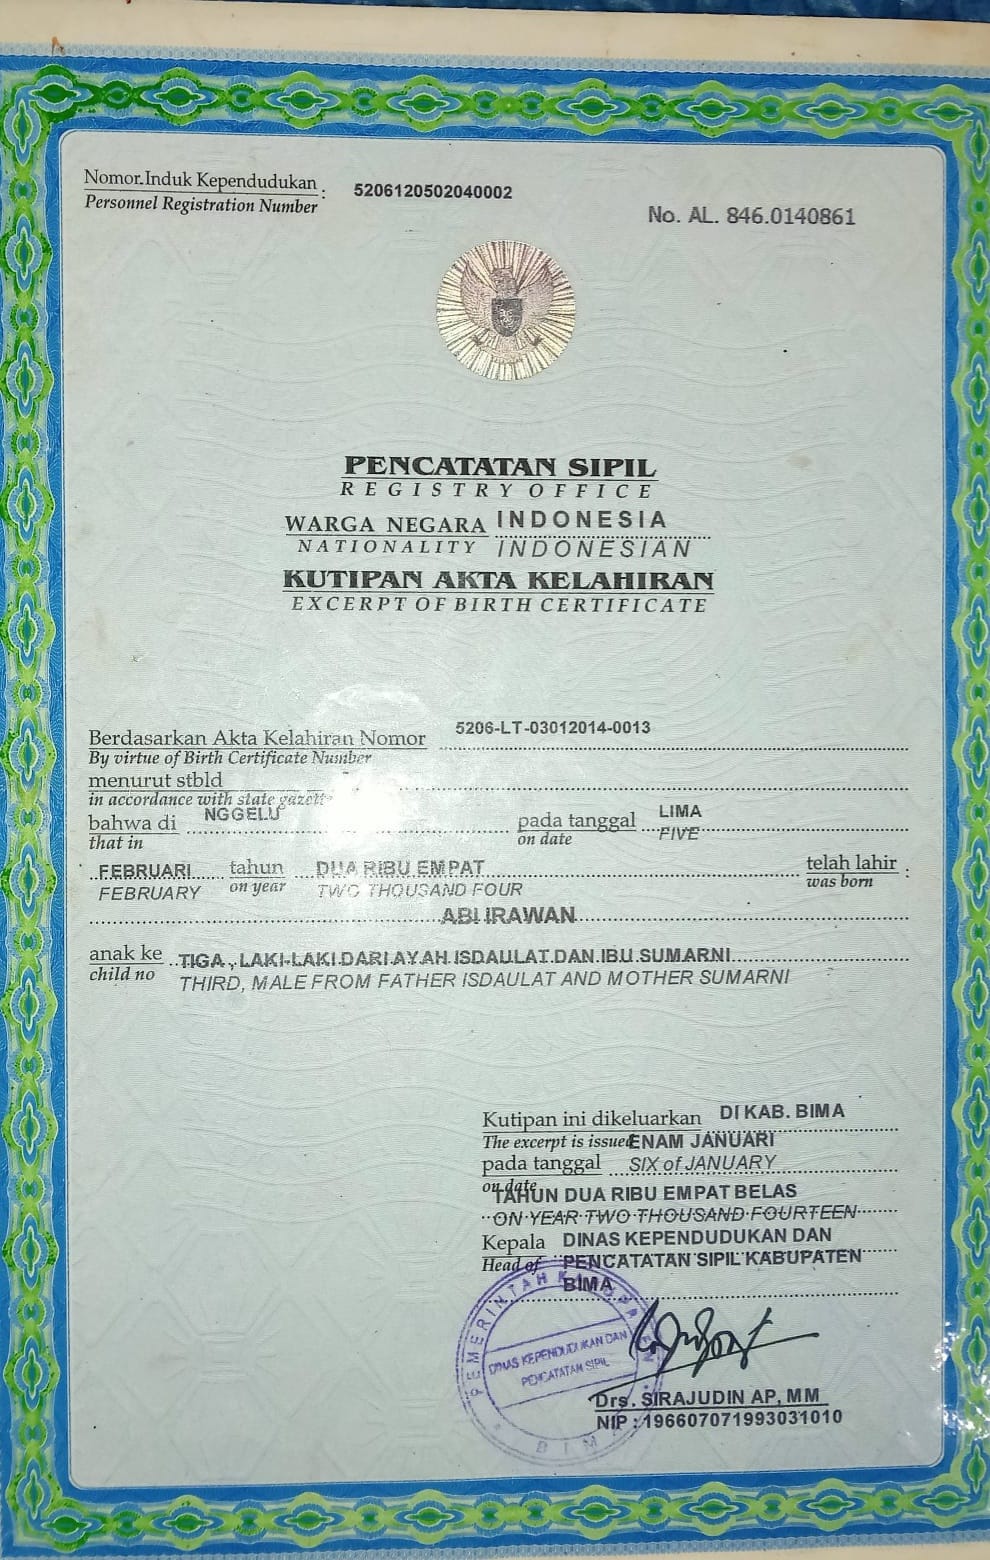 Nomor Induk Kependudukan : 5206120502040002
Personnel Registration Number
No. AL. 846.0140861
PENCATATAN SIPIL
REGISTRY OFFICE
WARGA NEGARA INDONESIA
NATIONALITY INDONESIAN
KUTIPAN AKTA KELAHIRAN
EXCERPT OF BIRTH CERTIFICATE
Berdasarkan Akta Kelahiran Nomor 5206-LT-03012014-0013
By virtue of Birth Certificate Number
menurut stbld
in accordance with state gazette
bahwa di NGGELU pada tanggal LIMA
that in on date FIVE
FEBRUARI tahun DUA RIBU EMPAT telah lahir :
FEBRUARY on year TWO THOUSAND FOUR was born
ABI IRAWAN
anak ke TIGA, LAKI-LAKI DARI AYAH ISDAULAT DAN IBU SUMARNI
child no THIRD, MALE FROM FATHER ISDAULAT AND MOTHER SUMARNI
Kutipan ini dikeluarkan DI KAB. BIMA
The excerpt is issued ENAM JANUARI
pada tanggal SIX of JANUARY
on date TAHUN DUA RIBU EMPAT BELAS
ON YEAR TWO THOUSAND FOURTEEN
Kepala DINAS KEPENDUDUKAN DAN
Head of PENCATATAN SIPIL KABUPATEN
BIMA
PEMERINTAH KABUPATEN
DINAS KEPENDUDUKAN DAN
PENCATATAN SIPIL
BIMA
Drs. SIRAJUDIN AP, MM
NIP : 196607071993031010